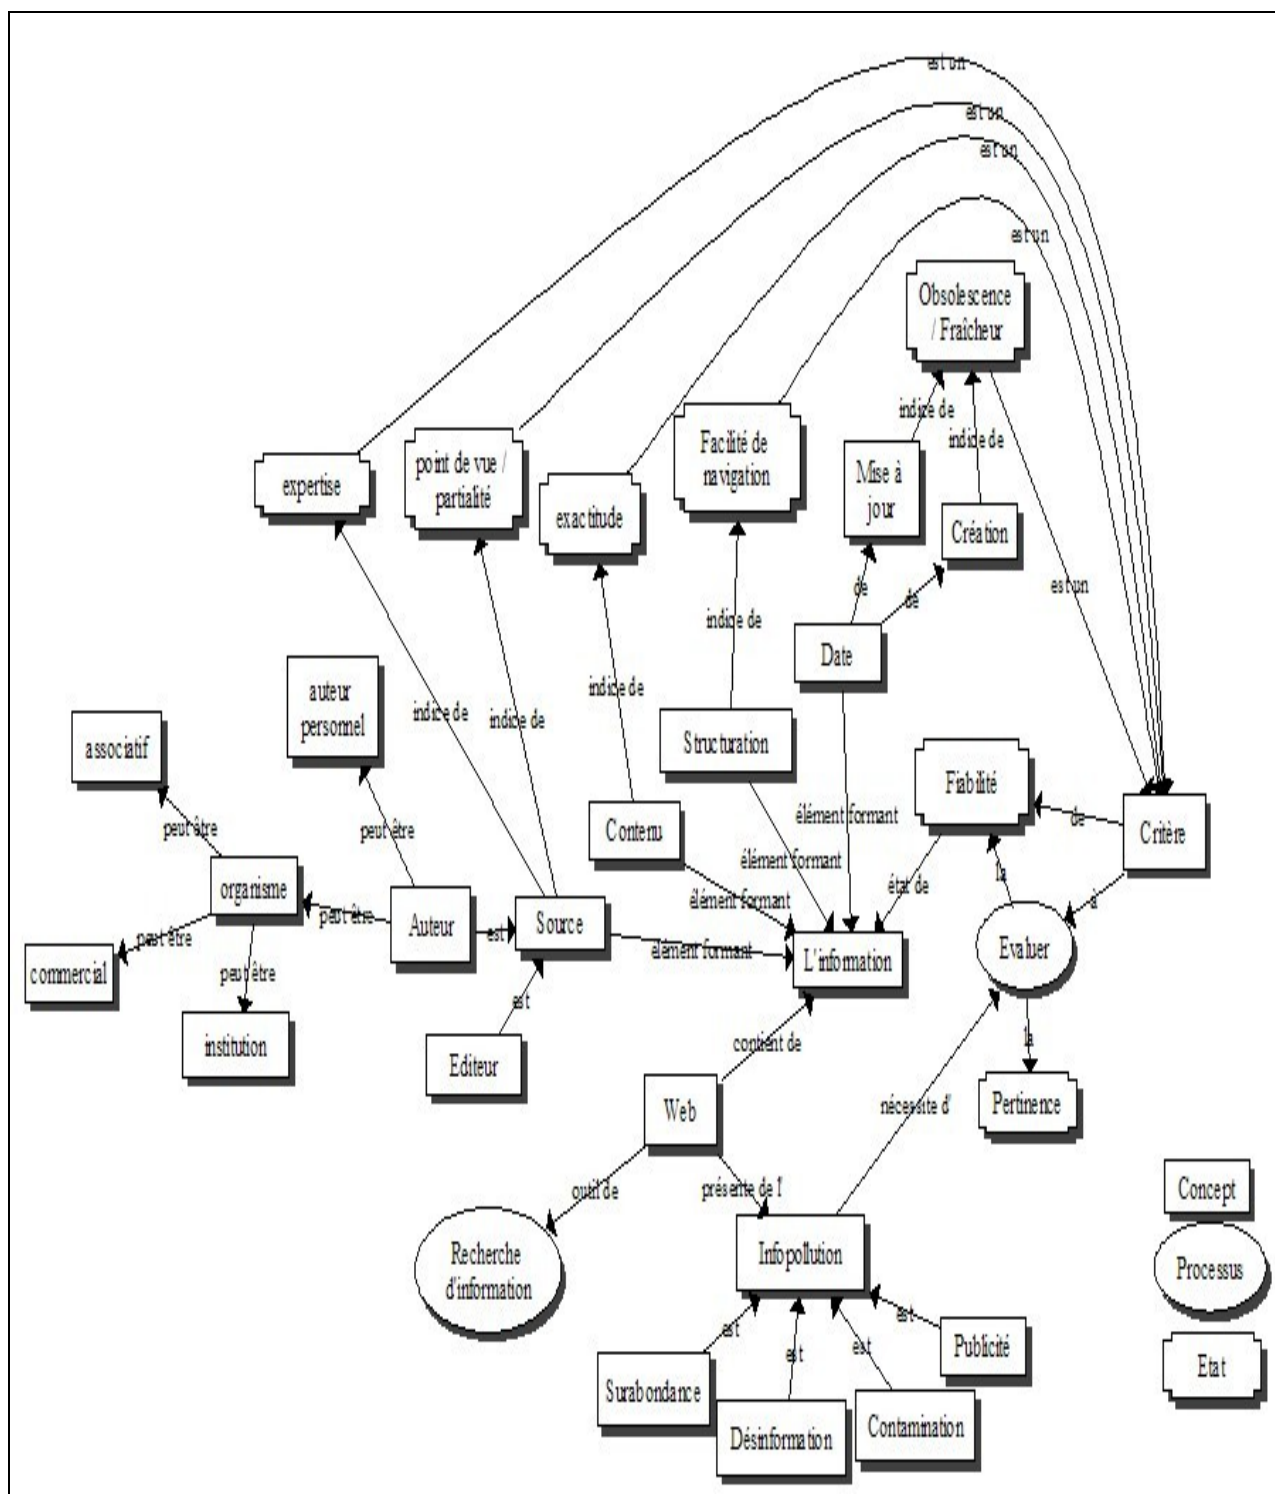 est un
est un
est un
est un
Obsolescence
/ Fraîcheur
indice de
indice de
Facilité de
navigation
point de vue /
partialité
expertise
exactitude
Mise à
jour
Création
est un
de
de
indice de
Date
indice de
auteur
personnel
indice de
indice de
associatif
Structuration
Fiabilité
élément formant
Contenu
de
Critère
peut être
peut être
élément formant
organisme
état de
la
élément formant
à
peut être
Auteur
est
Source
peut être
élément formant
L'information
Evaluer
commercial
peut être
est
institution
contient de
la
Editeur
Web
nécessite d'
Pertinence
outil de
présente de l'
Concept
Recherche
d'information
Infopollution
Processus
est
est
est
est
Publicité
Etat
Surabondance
Désinformation
Contamination